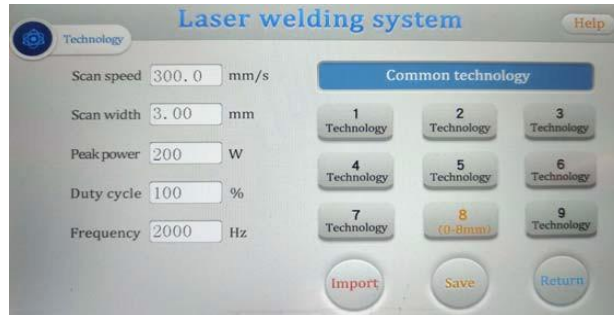 Laser welding system
Help
Technology
Scan speed 300.0 mm/s
Scan width 3.00 mm
Peak power 200 W
Duty cycle 100 %
Frequency 2000 Hz
Common technology
1
Technology
2
Technology
3
Technology
4
Technology
5
Technology
6
Technology
7
Technology
8
(0-8mm)
9
Technology
Import
Save
Return